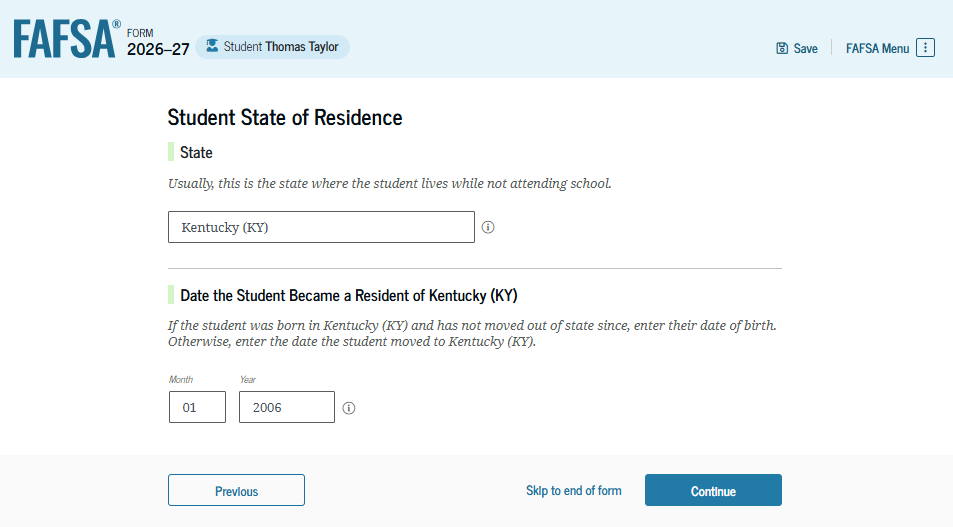 FAFSA® FORM
2026–27
Student Thomas Taylor
Save
FAFSA Menu
Student State of Residence
State
Usually, this is the state where the student lives while not attending school.
Kentucky (KY)
Date the Student Became a Resident of Kentucky (KY)
If the student was born in Kentucky (KY) and has not moved out of state since, enter their date of birth.
Otherwise, enter the date the student moved to Kentucky (KY).
Month Year
01 2006
Previous
Skip to end of form
Continue